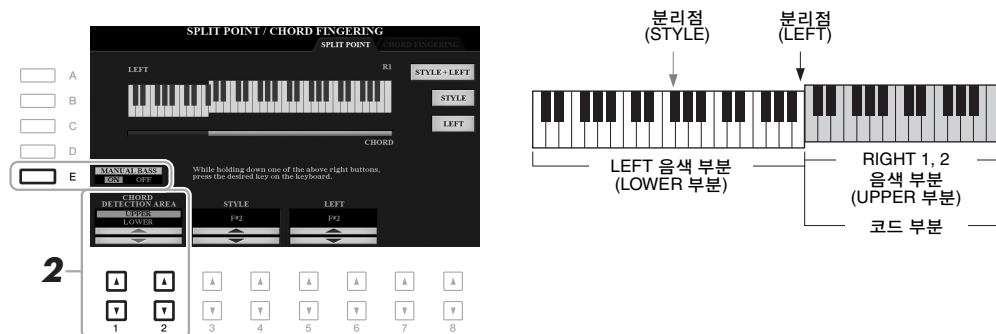 SPLIT POINT / CHORD FINGERING
SPLIT POINT
CHORD FINGERING
LEFT
R1
STYLE+LEFT
STYLE
LEFT
CHORD
A
B
C
D
E
MANUAL BASS
ON OFF
While holding down one of the above right buttons,
press the desired key on the keyboard.
CHORD
DETECTION AREA
UPPER
LOWER
STYLE
F#2
LEFT
F#2
2
1 2 3 4 5 6 7 8
분리점
(STYLE)
분리점
(LEFT)
LEFT 음색 부분
(LOWER 부분)
RIGHT 1, 2
음색 부분
(UPPER 부분)
코드 부분